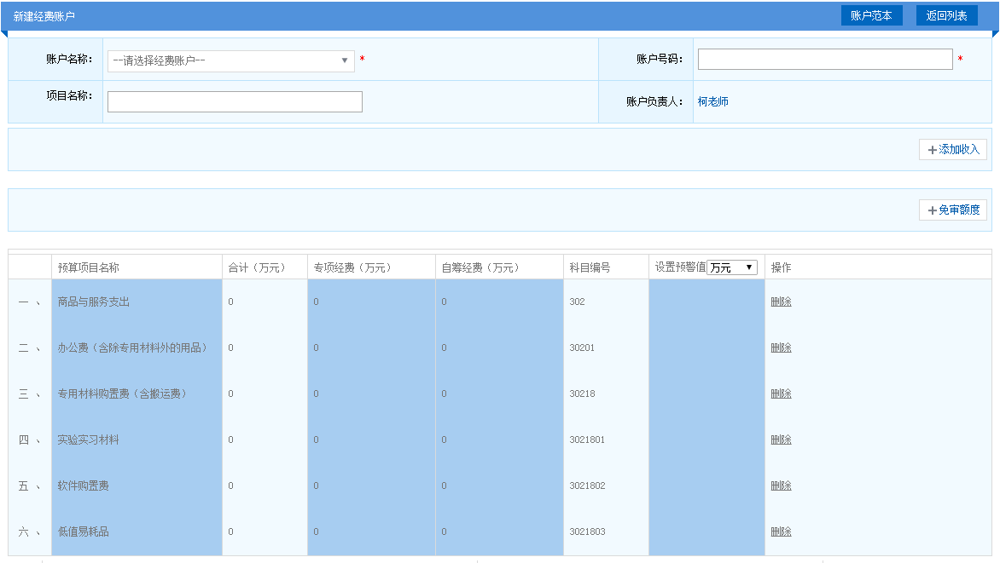 新建经费账户 账户范本 返回列表
账户名称： --请选择经费账户-- ▼ * 账户号码： *
项目名称： 账户负责人： 柯老师
+添加收入
+免审额度
预算项目名称 合计（万元） 专项经费（万元） 自筹经费（万元） 科目编号 设置预警值 万元 ▼ 操作
一 、 商品与服务支出 0 0 0 302 删除
二 、 办公费（含除专用材料外的用品） 0 0 0 30201 删除
三 、 专用材料购置费（含搬运费） 0 0 0 30218 删除
四 、 实验实习材料 0 0 0 3021801 删除
五 、 软件购置费 0 0 0 3021802 删除
六 、 低值易耗品 0 0 0 3021803 删除